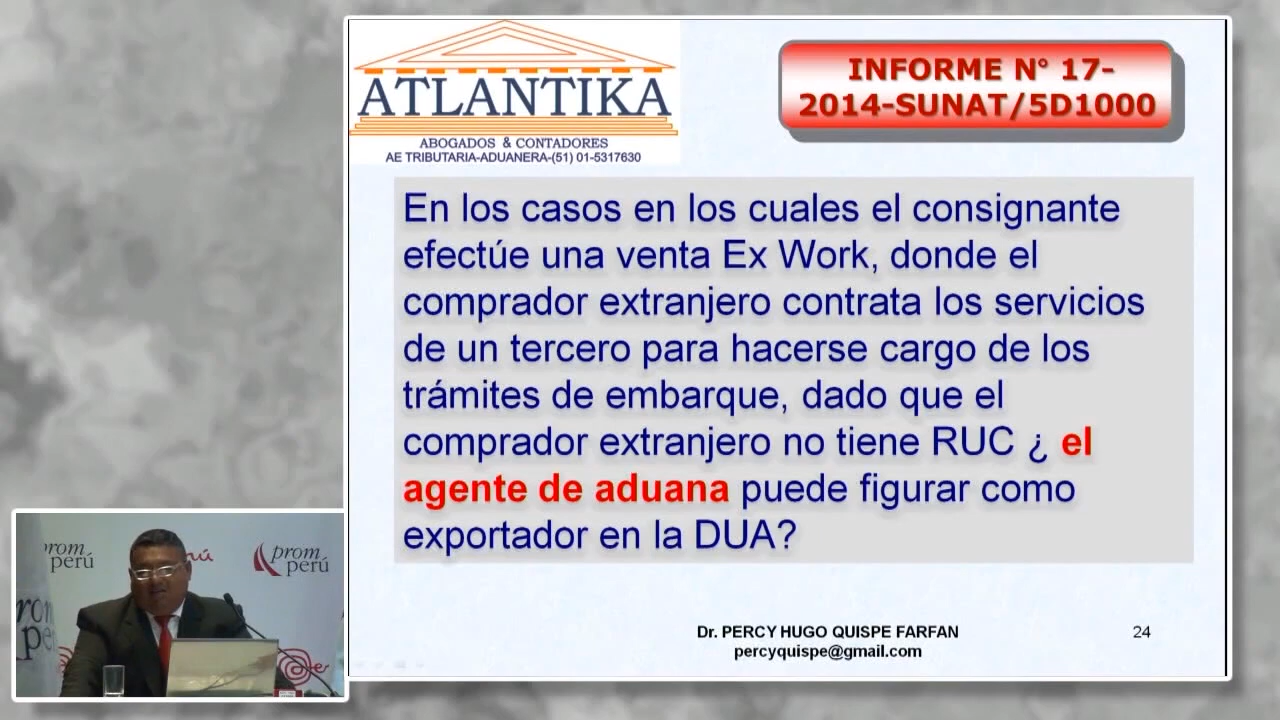 ATLANTIKA
ABOGADOS & CONTADORES
AE TRIBUTARIA-ADUANERA-(51) 01-5317630
INFORME N° 17-
2014-SUNAT/5D1000
En los casos en los cuales el consignante
efectúe una venta Ex Work, donde el
comprador extranjero contrata los servicios
de un tercero para hacerse cargo de los
trámites de embarque, dado que el
comprador extranjero no tiene RUC ¿ el
agente de aduana puede figurar como
exportador en la DUA?
Dr. PERCY HUGO QUISPE FARFAN
percyquispe@gmail.com
24
prom
perú
prom
perú